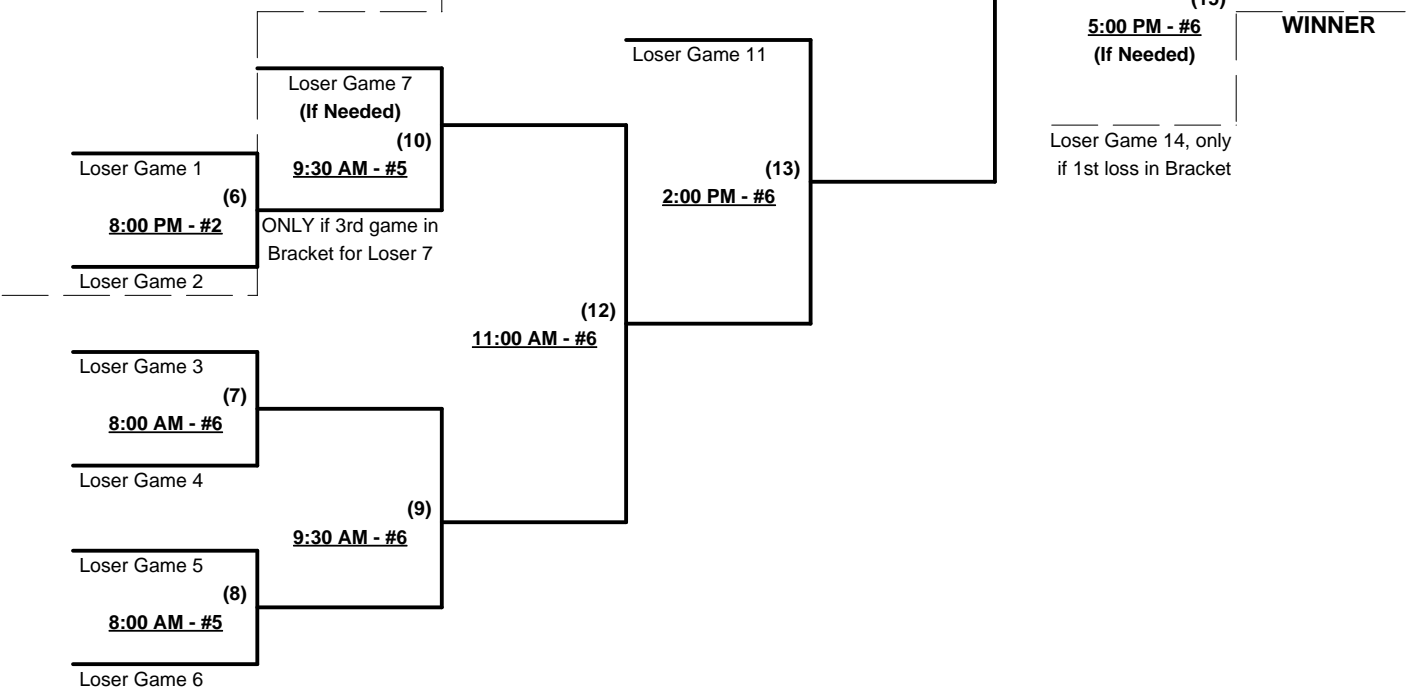 (15)
5:00 PM - #6
WINNER
(If Needed)
Loser Game 11
Loser Game 7
(If Needed)
(10)
9:30 AM - #5
Loser Game 14, only
if 1st loss in Bracket
Loser Game 1
(6)
8:00 PM - #2
Loser Game 2
ONLY if 3rd game in
Bracket for Loser 7
(13)
2:00 PM - #6
(12)
11:00 AM - #6
Loser Game 3
(7)
8:00 AM - #6
Loser Game 4
(9)
9:30 AM - #6
Loser Game 5
(8)
8:00 AM - #5
Loser Game 6